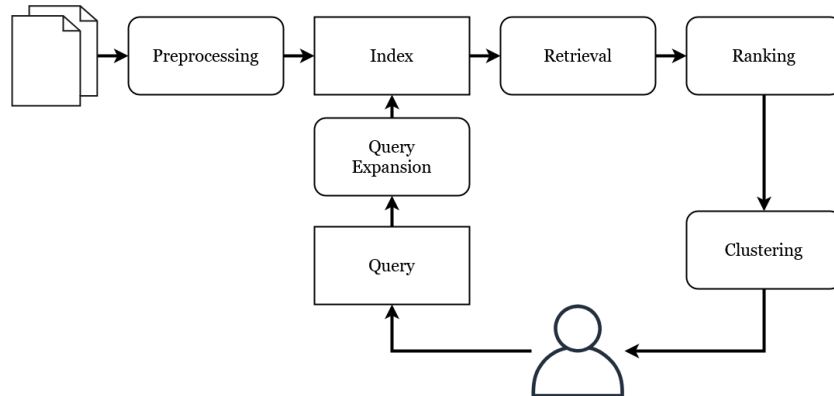 Preprocessing
Index
Retrieval
Ranking
Query
Expansion
Query
Clustering